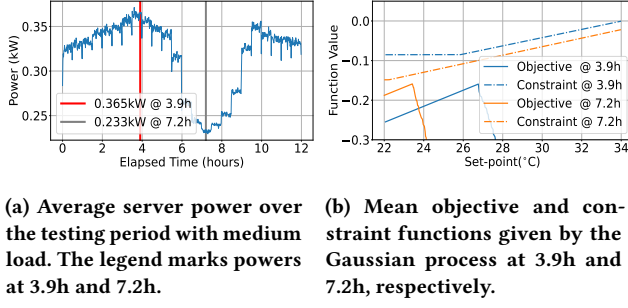 0.35
0.30
0.25
Power (kW)
0.365kW @ 3.9h
0.233kW @ 7.2h
0 2 4 6 8 10 12
Elapsed Time (hours)
0.0
−0.1
−0.2
−0.3
Function Value
Objective @ 3.9h
Constraint @ 3.9h
Objective @ 7.2h
Constraint @ 7.2h
22 24 26 28 30 32 34
Set-point(°C)
(a) Average server power over
the testing period with medium
load. The legend marks powers
at 3.9h and 7.2h.
(b) Mean objective and con-
straint functions given by the
Gaussian process at 3.9h and
7.2h, respectively.